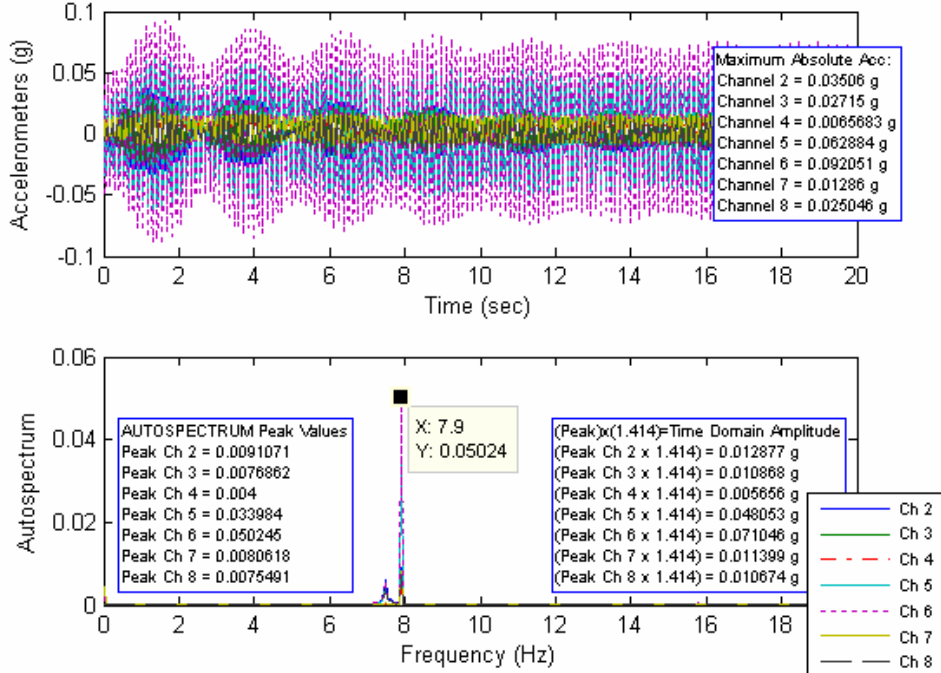 0.1
0.05
0
-0.05
-0.1
Accelerometers (g)
0
2
4
6
8
10
12
14
16
18
20
Time (sec)
Maximum Absolute Acc:
Channel 2 = 0.03506 g
Channel 3 = 0.02715 g
Channel 4 = 0.0065683 g
Channel 5 = 0.062884 g
Channel 6 = 0.092051 g
Channel 7 = 0.01286 g
Channel 8 = 0.025046 g
0.06
0.04
0.02
0
Autospectrum
AUTOSPECTRUM Peak Values
Peak Ch 2 = 0.0091071
Peak Ch 3 = 0.0076862
Peak Ch 4 = 0.004
Peak Ch 5 = 0.033984
Peak Ch 6 = 0.050245
Peak Ch 7 = 0.0080618
Peak Ch 8 = 0.0075491
X: 7.9
Y: 0.05024
(Peak)x(1.414)=Time Domain Amplitude
(Peak Ch 2 x 1.414) = 0.012877 g
(Peak Ch 3 x 1.414) = 0.010868 g
(Peak Ch 4 x 1.414) = 0.005656 g
(Peak Ch 5 x 1.414) = 0.048053 g
(Peak Ch 6 x 1.414) = 0.071046 g
(Peak Ch 7 x 1.414) = 0.011399 g
(Peak Ch 8 x 1.414) = 0.010674 g
0
2
4
6
8
10
12
14
16
18
Frequency (Hz)
Ch 2
Ch 3
Ch 4
Ch 5
Ch 6
Ch 7
Ch 8